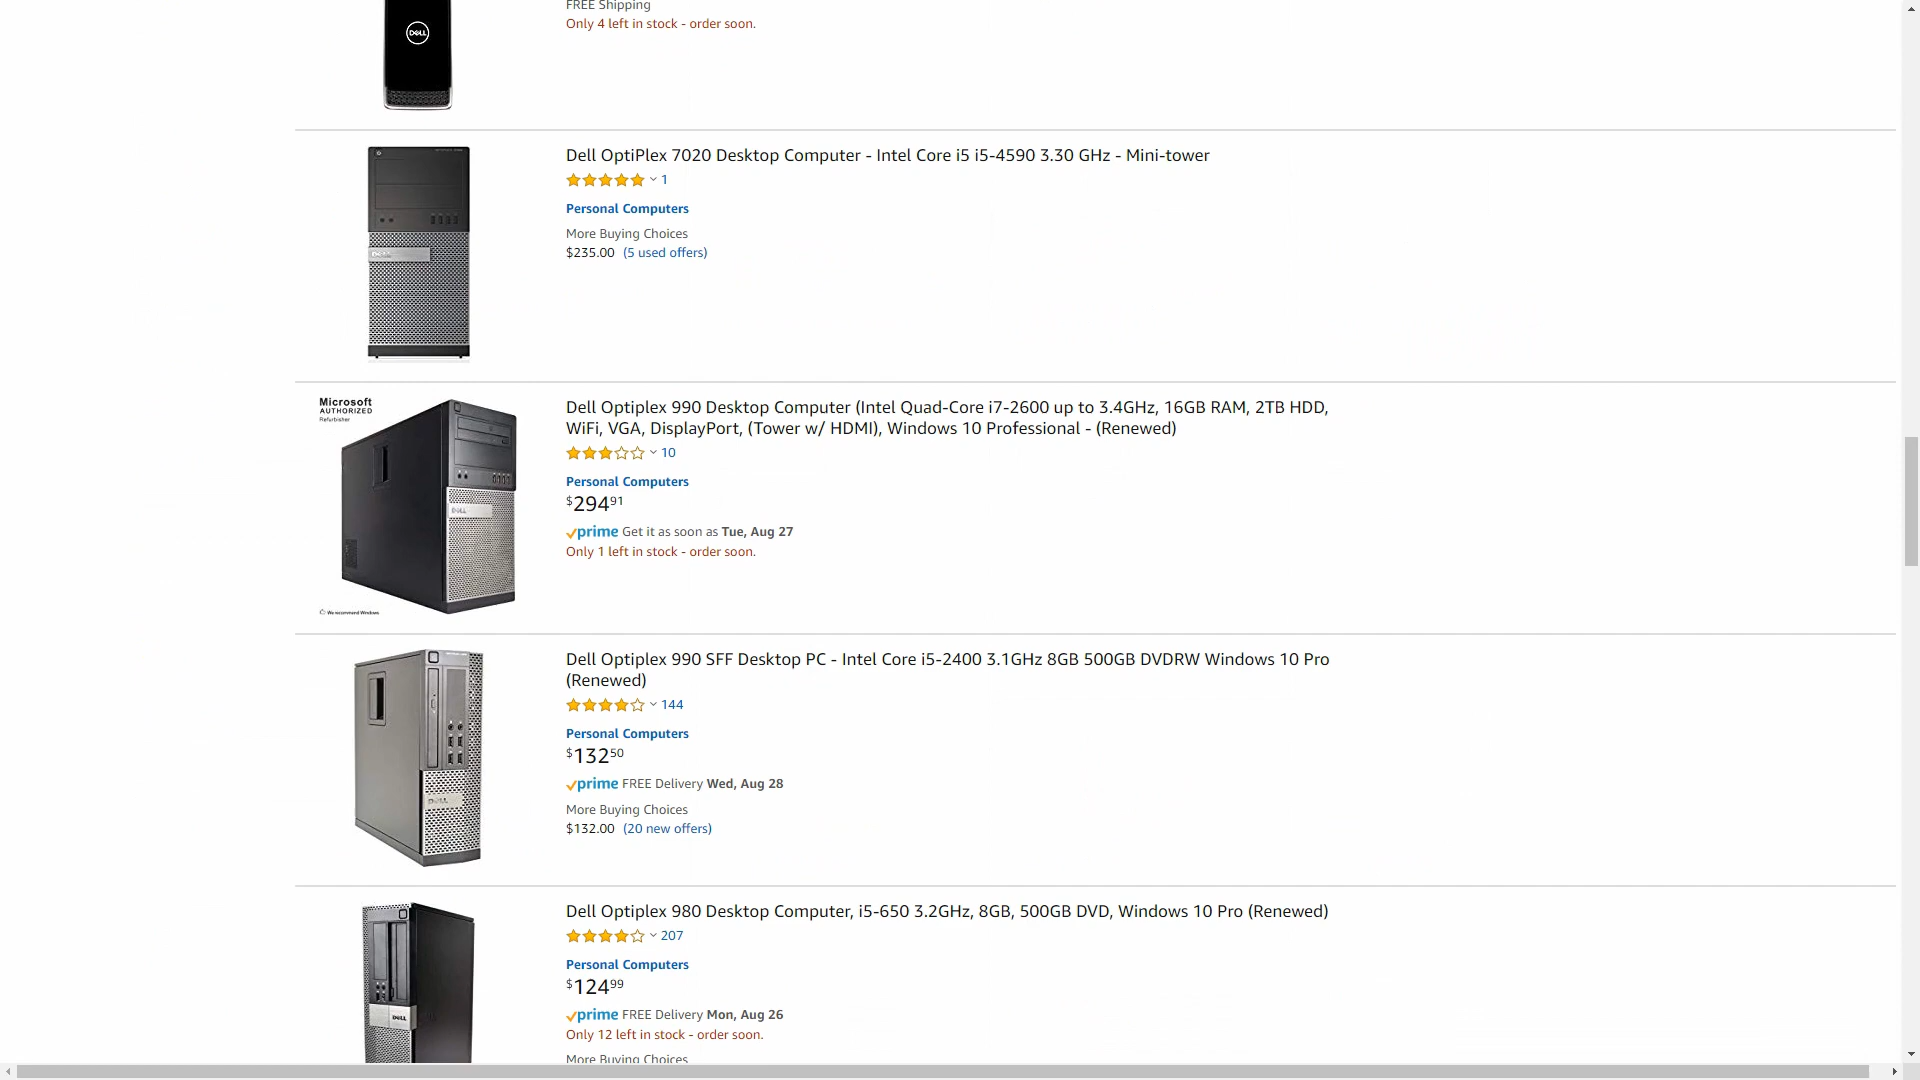 FREE Shipping
Only 4 left in stock - order soon.
DELL
Dell OptiPlex 7020 Desktop Computer - Intel Core i5 i5-4590 3.30 GHz - Mini-tower
1
Personal Computers
More Buying Choices
$235.00 (5 used offers)
DELL
Microsoft
AUTHORIZED
Refurbisher
Dell Optiplex 990 Desktop Computer (Intel Quad-Core i7-2600 up to 3.4GHz, 16GB RAM, 2TB HDD,
WiFi, VGA, DisplayPort, (Tower w/ HDMI), Windows 10 Professional - (Renewed)
10
Personal Computers
$294.91
prime Get it as soon as Tue, Aug 27
Only 1 left in stock - order soon.
DELL
We recommend Windows.
Dell Optiplex 990 SFF Desktop PC - Intel Core i5-2400 3.1GHz 8GB 500GB DVDRW Windows 10 Pro
(Renewed)
144
Personal Computers
$132.50
prime FREE Delivery Wed, Aug 28
More Buying Choices
$132.00 (20 new offers)
DELL
Dell Optiplex 980 Desktop Computer, i5-650 3.2GHz, 8GB, 500GB DVD, Windows 10 Pro (Renewed)
207
Personal Computers
$124.99
prime FREE Delivery Mon, Aug 26
Only 12 left in stock - order soon.
More Buying Choices
DELL